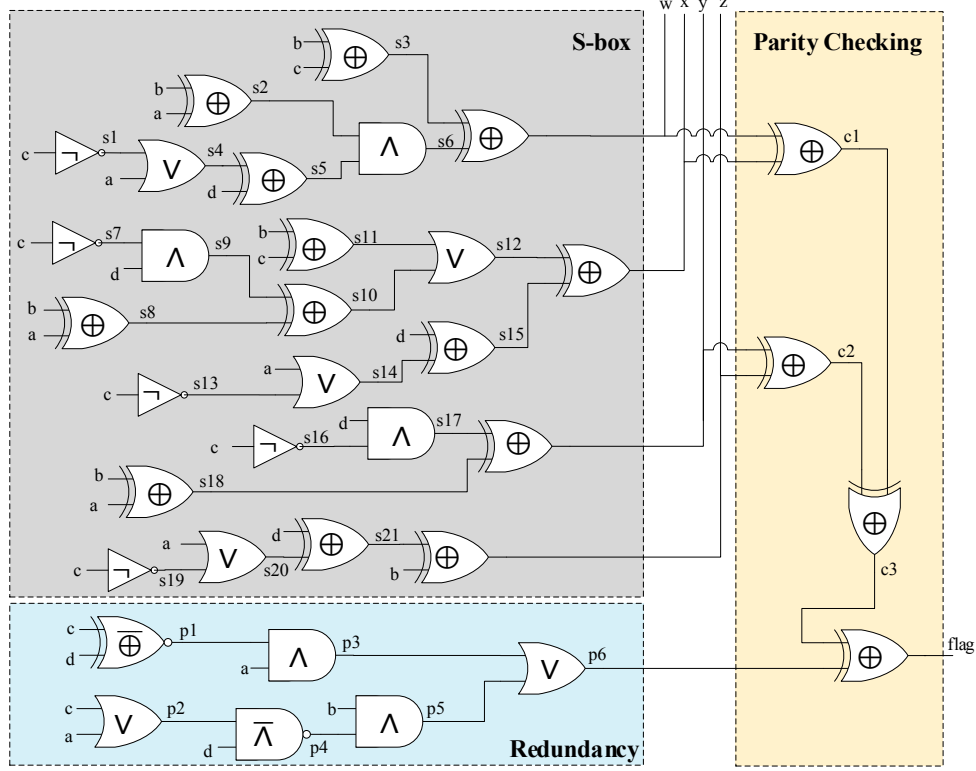 w x y z
S-box
Parity Checking
b
c
⊕
s3
b
a
⊕
s2
c
¬
s1
a
∨
s4
d
⊕
s5
∧
s6
⊕
⊕
c1
c
¬
s7
d
∧
s9
b
c
⊕
s11
∨
s12
⊕
b
a
⊕
s8
⊕
s10
d
⊕
s15
⊕
c2
c
¬
s13
a
∨
s14
c
¬
s16
d
∧
s17
⊕
b
a
⊕
s18
⊕
c3
c
¬
s19
a
∨
s20
d
⊕
s21
b
⊕
c
d
⊕̅
p1
a
∧
p3
∨
p6
⊕
flag
c
a
∨
p2
d
⊼
p4
b
∧
p5
Redundancy